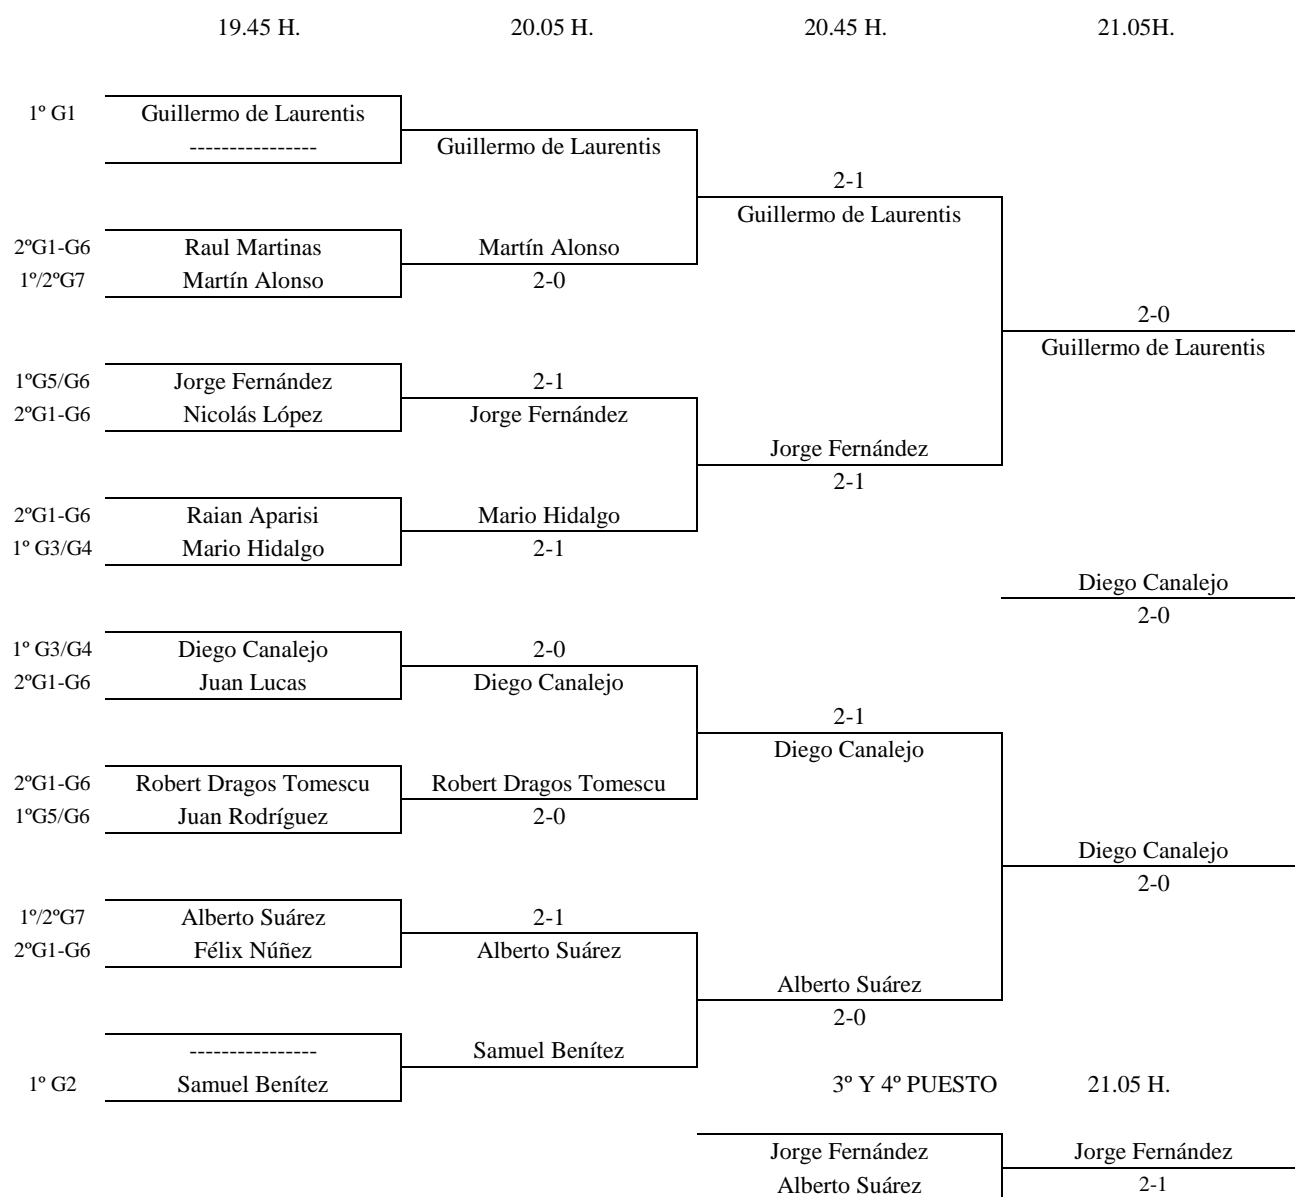 19.45 H. 20.05 H. 20.45 H. 21.05H.
1º G1 Guillermo de Laurentis
---------------- Guillermo de Laurentis
2-1
Guillermo de Laurentis
2ºG1-G6 Raul Martinas Martín Alonso
1º/2ºG7 Martín Alonso 2-0
2-0
Guillermo de Laurentis
1ºG5/G6 Jorge Fernández 2-1
2ºG1-G6 Nicolás López Jorge Fernández
Jorge Fernández
2-1
2ºG1-G6 Raian Aparisi Mario Hidalgo
1º G3/G4 Mario Hidalgo 2-1
Diego Canalejo
2-0
1º G3/G4 Diego Canalejo 2-0
2ºG1-G6 Juan Lucas Diego Canalejo
2-1
Diego Canalejo
2ºG1-G6 Robert Dragos Tomescu Robert Dragos Tomescu
1ºG5/G6 Juan Rodríguez 2-0
Diego Canalejo
2-0
1º/2ºG7 Alberto Suárez 2-1
2ºG1-G6 Félix Núñez Alberto Suárez
Alberto Suárez
2-0
---------------- Samuel Benítez
1º G2 Samuel Benítez 3º Y 4º PUESTO 21.05 H.
Jorge Fernández Jorge Fernández
Alberto Suárez 2-1